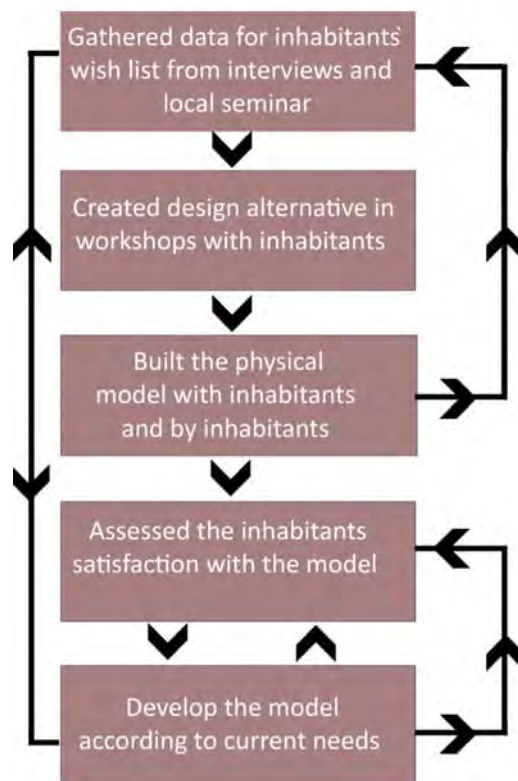 Gathered data for inhabitants`
wish list from interviews and
local seminar
Created design alternative in
workshops with inhabitants
Built the physical
model with inhabitants
and by inhabitants
Assessed the inhabitants
satisfaction with the model
Develop the model
according to current needs